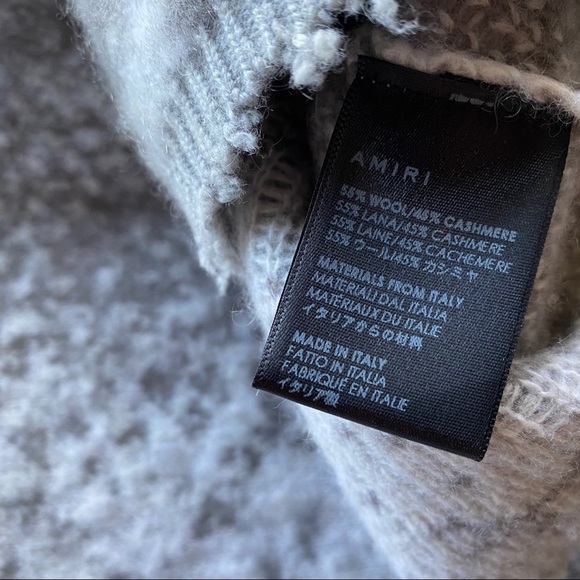 AMIRI
55% WOOL/45% CASHMERE
55% LANA/45% CASHMERE
55% LAINE/45% CACHEMERE
55% ウール/45% カシミヤ
MATERIALS FROM ITALY
MATERIALI DAL ITALIA
MATERIAUX DU ITALIE
イタリアからの材料
MADE IN ITALY
FATTO IN ITALIA
FABRIQUÉ EN ITALIE
イタリア製